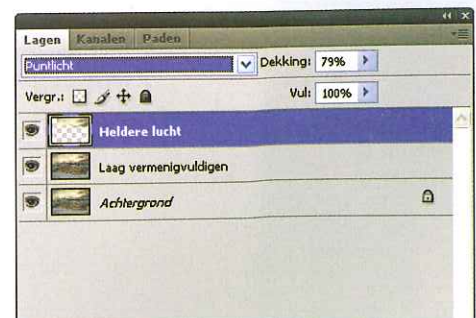 Lagen Kanalen Paden
Puntlicht Dekking: 79%
Vergr.: Vul: 100%
Heldere lucht
Laag vermenigvuldigen
Achtergrond